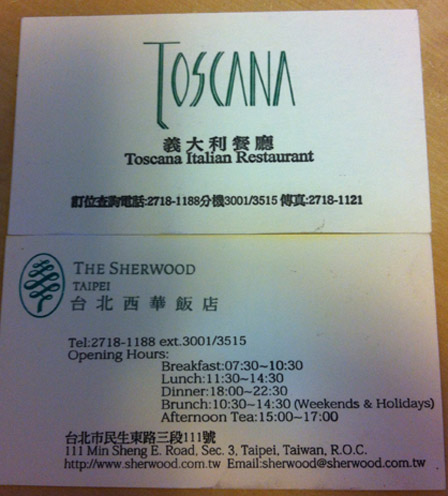 TOSCANA
義大利餐廳
Toscana Italian Restaurant
訂位查詢電話:2718-1188分機3001/3515 傳真:2718-1121
THE SHERWOOD
TAIPEI
台北西華飯店
Tel:2718-1188 ext.3001/3515
Opening Hours:
Breakfast:07:30~10:30
Lunch:11:30~14:30
Dinner:18:00~22:30
Brunch:10:30~14:30 (Weekends & Holidays)
Afternoon Tea:15:00~17:00
台北市民生東路三段111號
111 Min Sheng E. Road, Sec. 3, Taipei, Taiwan, R.O.C.
http://www.sherwood.com.tw Email:sherwood@sherwood.com.tw